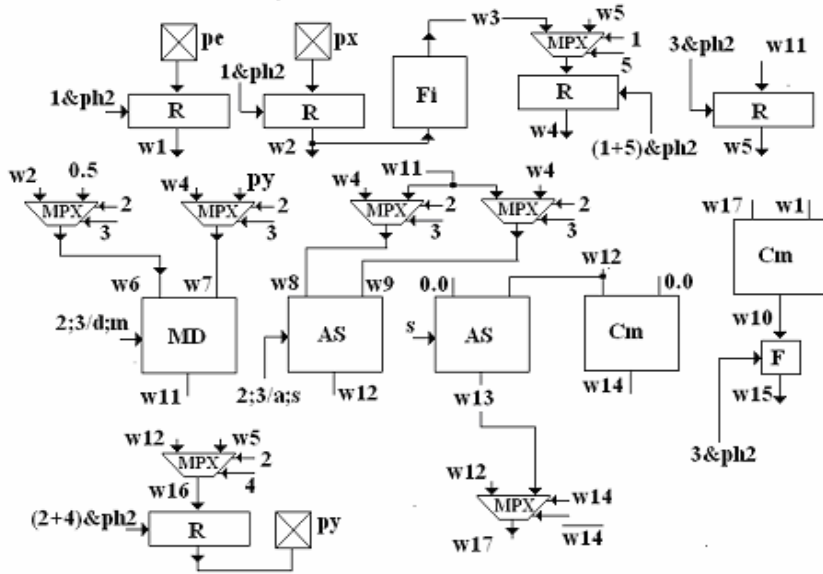 pe
px
w3
w5
MPX
1
5
1&ph2
1&ph2
Fi
3&ph2
w11
R
R
R
R
w1
w2
w4
(1+5)&ph2
w5
w2
0.5
w4
py
w4
w11
w4
MPX
2
3
MPX
2
3
MPX
2
3
MPX
2
3
w17
w1
Cm
w6
w7
w8
w9
0.0
w12
0.0
2;3/d;m
MD
AS
s
AS
Cm
w10
F
w11
2;3/a;s
w12
w13
w14
w15
3&ph2
w12
w5
MPX
2
4
w16
w12
MPX
w14
w14
(2+4)&ph2
R
py
w17